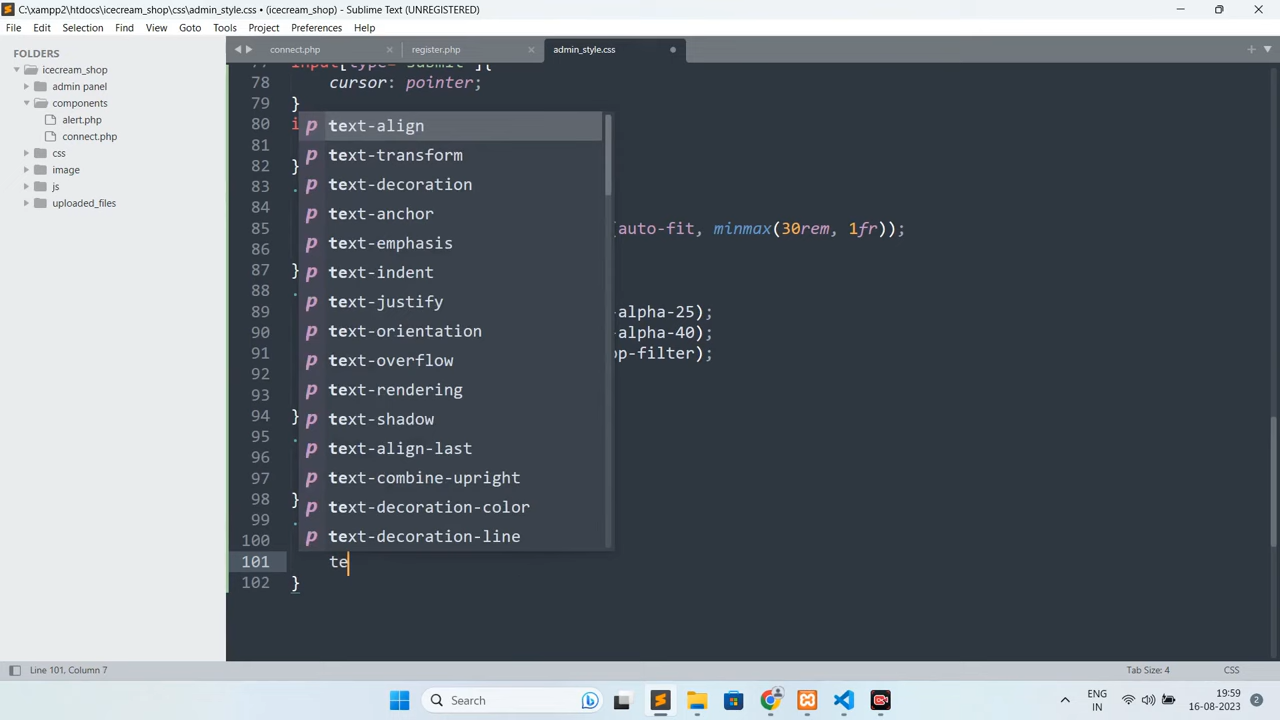 C:\xampp2\htdocs\icecream_shop\css\admin_style.css • (icecream_shop) - Sublime Text (UNREGISTERED)
File Edit Selection Find View Goto Tools Project Preferences Help
FOLDERS
icecream_shop
admin panel
components
alert.php
connect.php
css
image
js
uploaded_files
connect.php register.php admin_style.css
77 input[type="submit"]{
78 cursor: pointer;
79 }
80 i
81
82 }
83 .
84
85 (auto-fit, minmax(30rem, 1fr));
86
87 }
88 .
89 -alpha-25);
90 -alpha-40);
91 op-filter);
92
93
94 }
95 .
96
97
98 }
99 .
100
101 te
102 }
p text-align
p text-transform
p text-decoration
p text-anchor
p text-emphasis
p text-indent
p text-justify
p text-orientation
p text-overflow
p text-rendering
p text-shadow
p text-align-last
p text-combine-upright
p text-decoration-color
p text-decoration-line
Line 101, Column 7 Tab Size: 4 CSS
Search
ENG
IN
19:59
16-08-2023
2